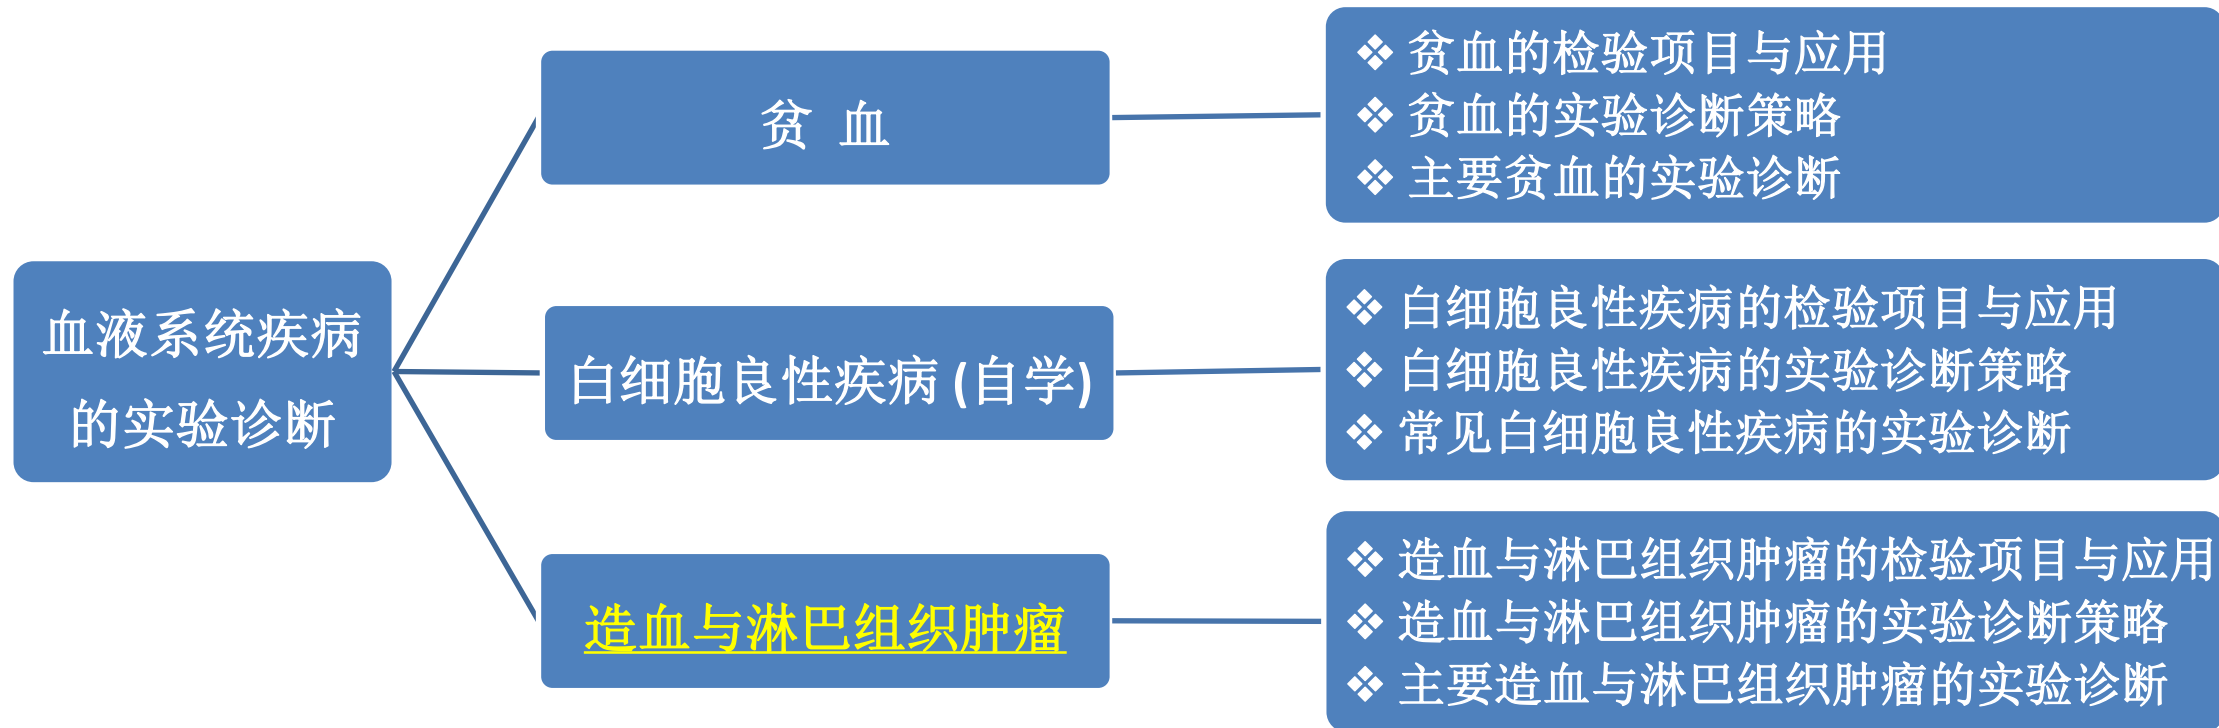 血液系统疾病
的实验诊断
贫 血
❖ 贫血的检验项目与应用
❖ 贫血的实验诊断策略
❖ 主要贫血的实验诊断
白细胞良性疾病 (自学)
❖ 白细胞良性疾病的检验项目与应用
❖ 白细胞良性疾病的实验诊断策略
❖ 常见白细胞良性疾病的实验诊断
造血与淋巴组织肿瘤
❖ 造血与淋巴组织肿瘤的检验项目与应用
❖ 造血与淋巴组织肿瘤的实验诊断策略
❖ 主要造血与淋巴组织肿瘤的实验诊断